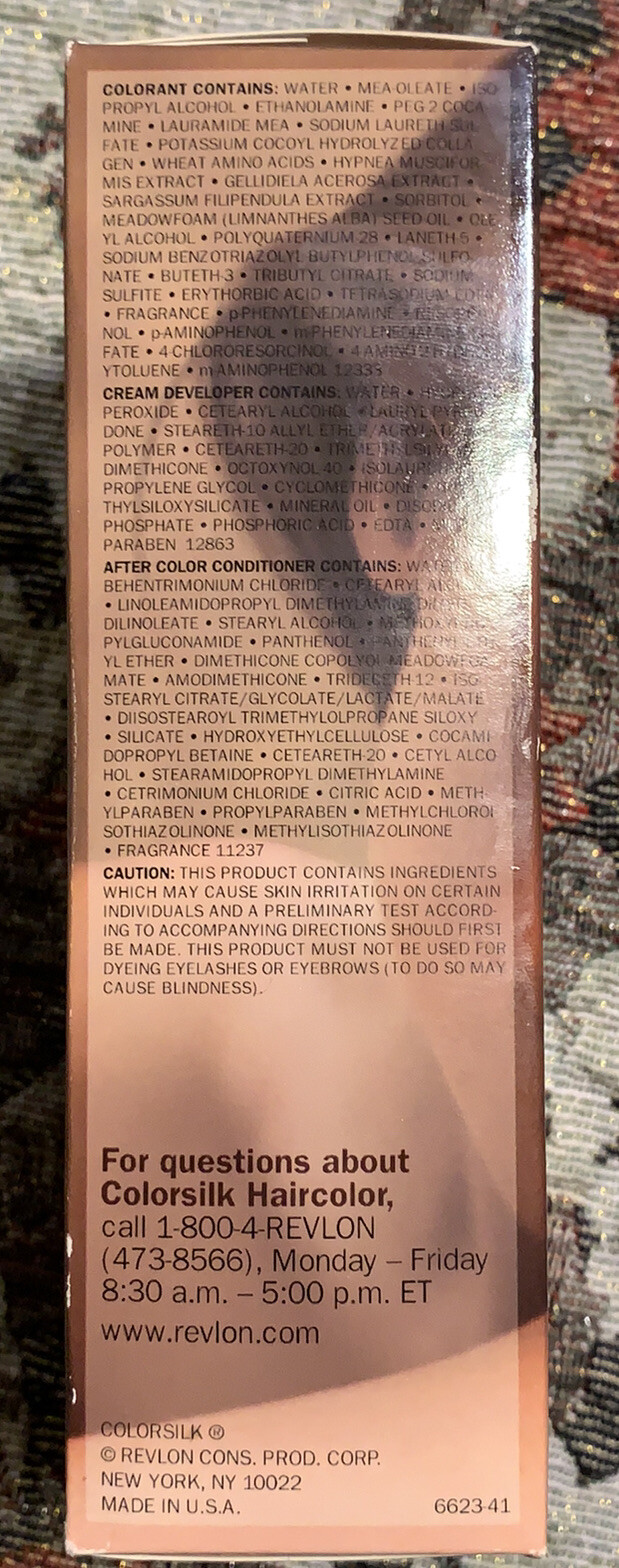 COLORANT CONTAINS: WATER • MEA-OLEATE • ISO
PROPYL ALCOHOL • ETHANOLAMINE • PEG 2 COCA
MINE • LAURAMIDE MEA • SODIUM LAURETH SUL
FATE • POTASSIUM COCOYL HYDROLYZED COLLA
GEN • WHEAT AMINO ACIDS • HYPNEA MUSCIFOR
MIS EXTRACT • GELLIDIELA ACEROSA EXTRACT •
SARGASSUM FILIPENDULA EXTRACT • SORBITOL •
MEADOWFOAM (LIMNANTHES ALBA) SEED OIL • OLE
YL ALCOHOL • POLYQUATERNIUM 28 • LANETH-5 •
SODIUM BENZOTRIAZOLYL BUTYLPHENOL SULFO
NATE • BUTETH-3 • TRIBUTYL CITRATE • SODIUM
SULFITE • ERYTHORBIC ACID • TETRASODIUM
• FRAGRANCE • p-PHENYLENEDIAMINE •
NOL • p-AMINOPHENOL •
FATE • 4-CHLORORESORCINOL •
YTOLUENE • m-AMINOPHENOL 12333
CREAM DEVELOPER CONTAINS: WATER •
PEROXIDE • CETEARYL ALCOHOL •
DONE • STEARETH-10 ALLYL ETHER/
POLYMER • CETEARETH-20 •
DIMETHICONE • OCTOXYNOL 40 •
PROPYLENE GLYCOL • CYCLOMETHICONE •
THYLSILOXYSILICATE • MINERAL OIL •
PHOSPHATE • PHOSPHORIC ACID • EDTA •
PARABEN 12863
AFTER COLOR CONDITIONER CONTAINS:
BEHENTRIMONIUM CHLORIDE • CETEARYL
• LINOLEAMIDOPROPYL DIMETHYLAMINE
DILINOLEATE • STEARYL ALCOHOL •
PYLGLUCONAMIDE • PANTHENOL •
YL ETHER • DIMETHICONE COPOLYOL
MATE • AMODIMETHICONE • TRIDECETH-12 • ISO
STEARYL CITRATE/GLYCOLATE/LACTATE/MALATE
• DIISOSTEAROYL TRIMETHYLOLPROPANE SILOXY
• SILICATE • HYDROXYETHYLCELLULOSE • COCAMI
DOPROPYL BETAINE • CETEARETH-20 • CETYL ALCO
HOL • STEARAMIDOPROPYL DIMETHYLAMINE
• CETRIMONIUM CHLORIDE • CITRIC ACID • METH-
YLPARABEN • PROPYLPARABEN • METHYLCHLOROI
SOTHIAZOLINONE • METHYLISOTHIAZOLINONE
• FRAGRANCE 11237
CAUTION: THIS PRODUCT CONTAINS INGREDIENTS
WHICH MAY CAUSE SKIN IRRITATION ON CERTAIN
INDIVIDUALS AND A PRELIMINARY TEST ACCORD-
ING TO ACCOMPANYING DIRECTIONS SHOULD FIRST
BE MADE. THIS PRODUCT MUST NOT BE USED FOR
DYEING EYELASHES OR EYEBROWS (TO DO SO MAY
CAUSE BLINDNESS).
For questions about
Colorsilk Haircolor,
call 1-800-4-REVLON
(473-8566), Monday – Friday
8:30 a.m. – 5:00 p.m. ET
www.revlon.com
COLORSILK ®
© REVLON CONS. PROD. CORP.
NEW YORK, NY 10022
MADE IN U.S.A. 6623-41